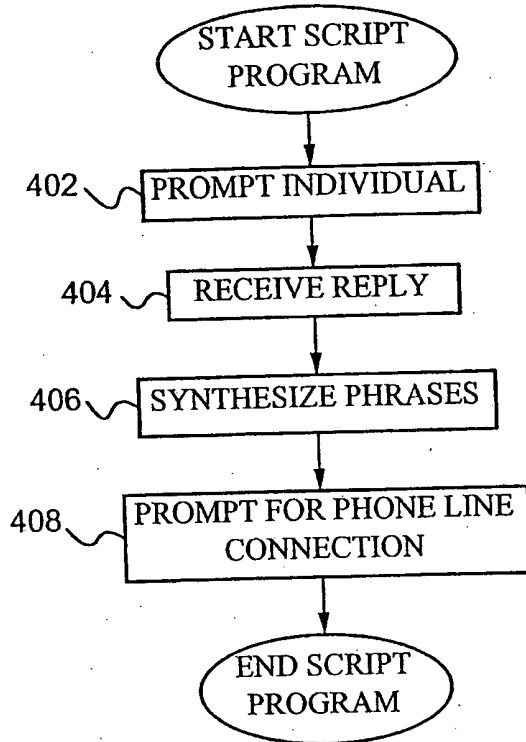 START SCRIPT
PROGRAM
402 PROMPT INDIVIDUAL
404 RECEIVE REPLY
406 SYNTHESIZE PHRASES
408 PROMPT FOR PHONE LINE
CONNECTION
END SCRIPT
PROGRAM